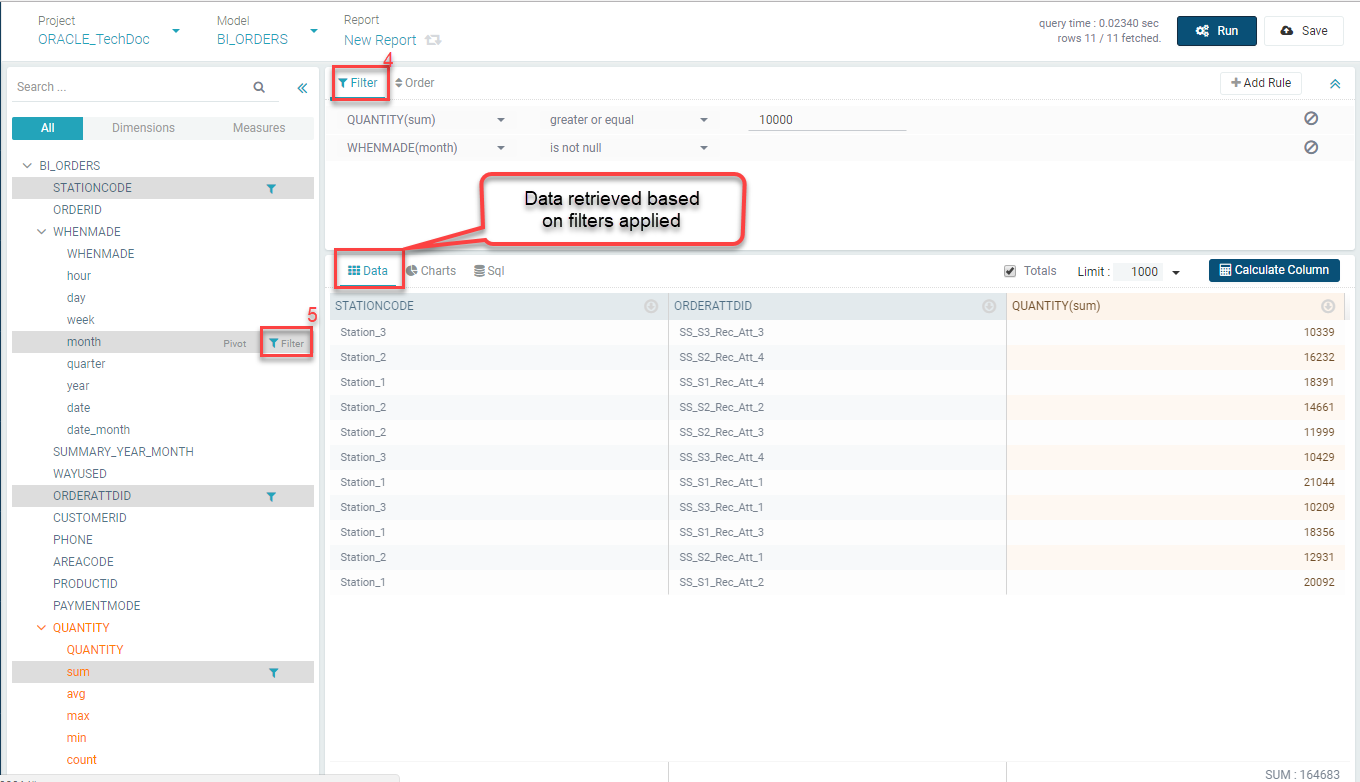 Project
ORACLE_TechDoc
Model
BI_ORDERS
Report
New Report
query time : 0.02340 sec
rows 11 / 11 fetched.
Run
Save
Search ...
All
Dimensions
Measures
BI_ORDERS
STATIONCODE
ORDERID
WHENMADE
WHENMADE
hour
day
week
month Pivot Filter
5
quarter
year
date
date_month
SUMMARY_YEAR_MONTH
WAYUSED
ORDERATTDID
CUSTOMERID
PHONE
AREACODE
PRODUCTID
PAYMENTMODE
QUANTITY
QUANTITY
sum
avg
max
min
count
4
Filter Order
Add Rule
QUANTITY(sum) greater or equal 10000
WHENMADE(month) is not null
Data retrieved based
on filters applied
Data Charts Sql
Totals Limit : 1000 Calculate Column
STATIONCODE ORDERATTDID QUANTITY(sum)
Station_3 SS_S3_Rec_Att_3 10339
Station_2 SS_S2_Rec_Att_4 16232
Station_1 SS_S1_Rec_Att_4 18391
Station_2 SS_S2_Rec_Att_2 14661
Station_2 SS_S2_Rec_Att_3 11999
Station_3 SS_S3_Rec_Att_4 10429
Station_1 SS_S1_Rec_Att_1 21044
Station_3 SS_S3_Rec_Att_1 10209
Station_1 SS_S1_Rec_Att_3 18356
Station_2 SS_S2_Rec_Att_1 12931
Station_1 SS_S1_Rec_Att_2 20092
SUM : 164683